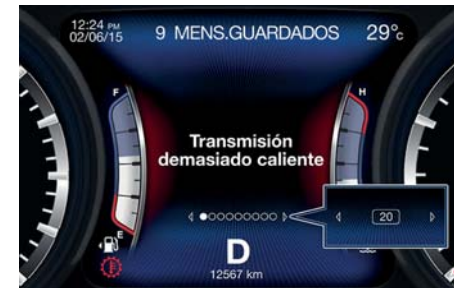 12:24 PM
02/06/15
9 MENS.GUARDADOS
29°c
F
H
Transmisión
demasiado caliente
20
E
D
12567 km